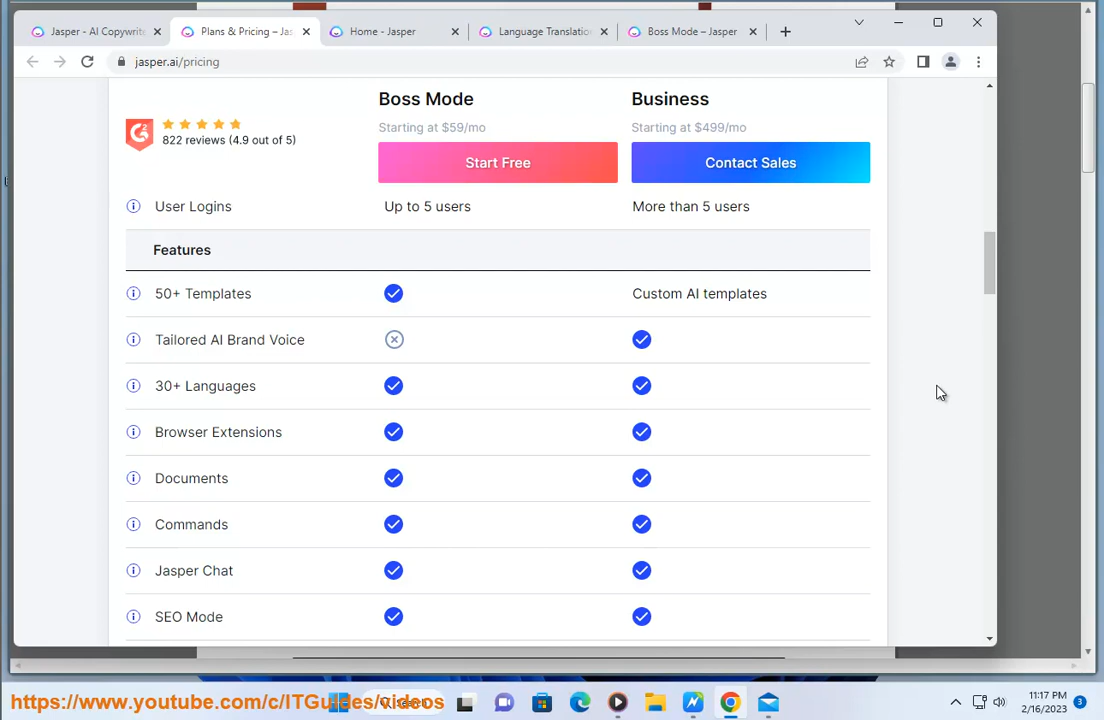 Jasper - AI Copywrite
Plans & Pricing – Jas
Home - Jasper
Language Translatio
Boss Mode – Jasper
jasper.ai/pricing
Boss Mode
Business
Starting at $59/mo
Starting at $499/mo
822 reviews (4.9 out of 5)
Start Free
Contact Sales
User Logins
Up to 5 users
More than 5 users
Features
50+ Templates
Custom AI templates
Tailored AI Brand Voice
30+ Languages
Browser Extensions
Documents
Commands
Jasper Chat
SEO Mode
https://www.youtube.com/c/ITGuides/videos
11:17 PM
2/16/2023
3